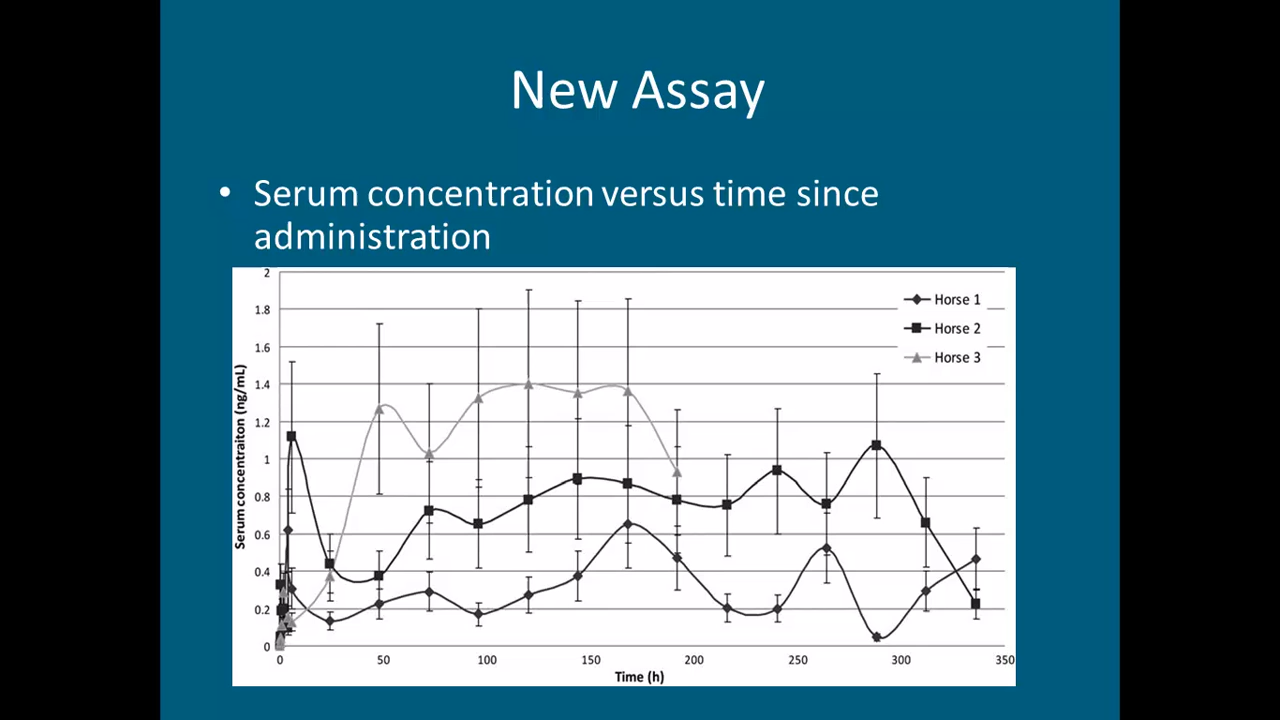 New Assay
• Serum concentration versus time since
administration
2
1.8
1.6
1.4
1.2
1
0.8
0.6
0.4
0.2
0
Serum concentraiton (ng/mL)
Horse 1
Horse 2
Horse 3
0 50 100 150 200 250 300 350
Time (h)